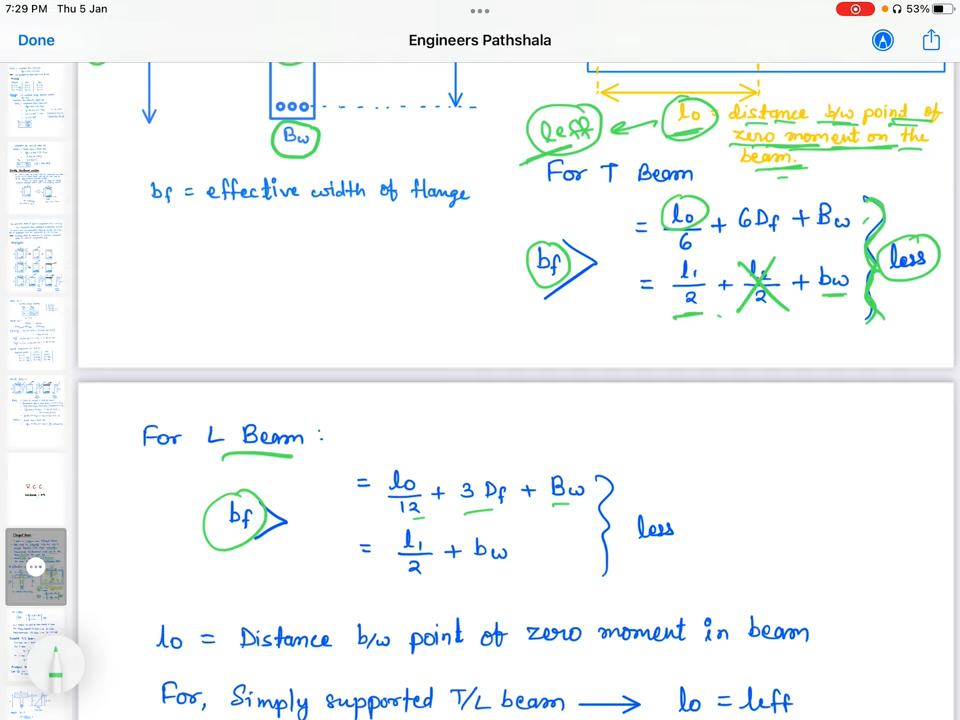 7:29 PM Thu 5 Jan
53%
Done
Engineers Pathshala
Bw
bf = effective width of flange
leff
lo = distance b/w point of
zero moment on the
beam.
For T Beam
bf
= lo/6 + 6Df + Bw
= l1/2 + l2/2 + bw
less
For L Beam :
bf
= lo/12 + 3 Df + Bw
= l1/2 + bw
less
lo = Distance b/w point of zero moment in beam
For, Simply supported T/L beam → lo = leff